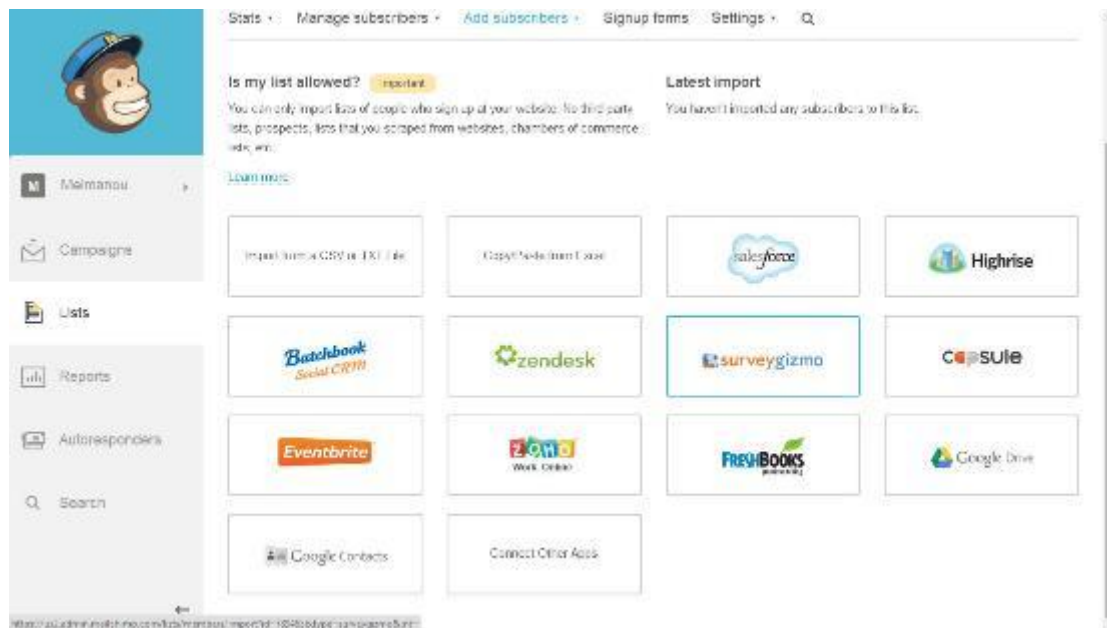 Stats Manage subscribers Add subscribers Signup forms Settings
Is my list allowed? Important
You can only import lists of people who sign up at your website. No third party
lists, prospects, lists that you scraped from websites, chambers of commerce
lists, etc.
Learn more
Latest import
You haven't imported any subscribers to this list.
M Melmanou
Campaigns
Lists
Reports
Autoresponders
Search
Import from a CSV or TXT File
Copy/Paste from Excel
salesforce
Highrise
Batchbook
Social CRM
zendesk
surveygizmo
capsule
Eventbrite
ZOHO
Work. Online
FRESHBOOKS
Google Drive
Google Contacts
Connect Other Apps